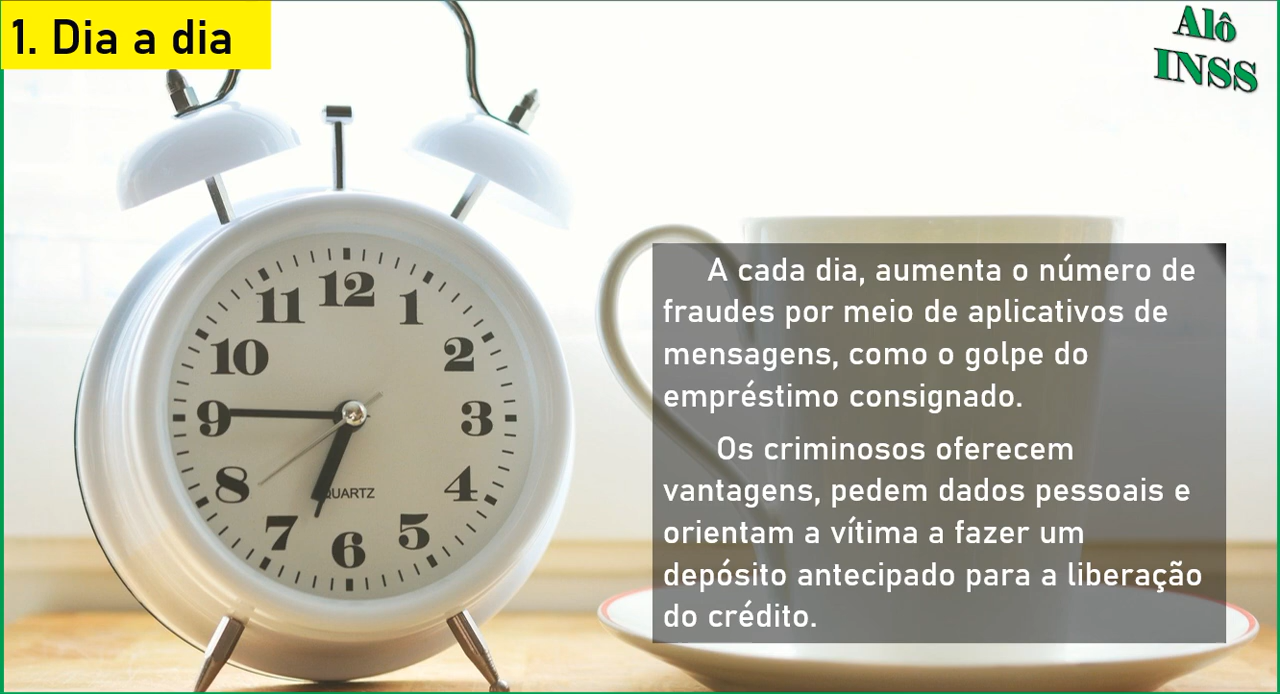 1. Dia a dia
Alô
INSS
12
1
2
3
4
5
6
7
8
9
10
11
QUARTZ
A cada dia, aumenta o número de
fraudes por meio de aplicativos de
mensagens, como o golpe do
empréstimo consignado.
Os criminosos oferecem
vantagens, pedem dados pessoais e
orientam a vítima a fazer um
depósito antecipado para a liberação
do crédito.